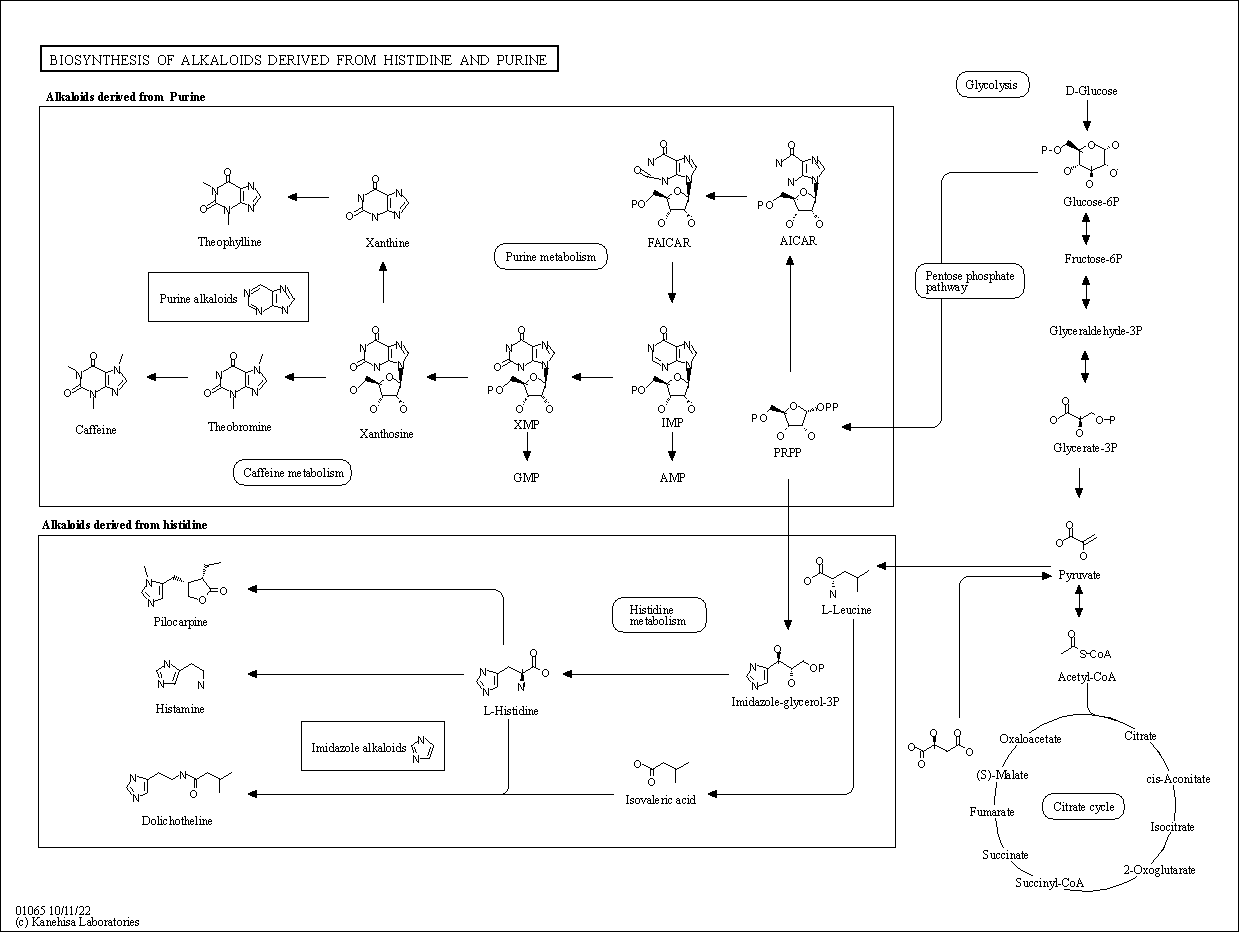 BIOSYNTHESIS OF ALKALOIDS DERIVED FROM HISTIDINE AND PURINE
Glycolysis
D-Glucose
Alkaloids derived from Purine
Glucose-6P
Theophylline
Xanthine
FAICAR
AICAR
Purine metabolism
Fructose-6P
Pentose phosphate
pathway
Purine alkaloids
Glyceraldehyde-3P
Caffeine
Theobromine
Xanthosine
XMP
IMP
PRPP
Glycerate-3P
Caffeine metabolism
GMP
AMP
Alkaloids derived from histidine
Pyruvate
Pilocarpine
Histidine
metabolism
L-Leucine
Acetyl-CoA
Histamine
L-Histidine
Imidazole-glycerol-3P
Imidazole alkaloids
Oxaloacetate
Citrate
(S)-Malate
cis-Aconitate
Dolichotheline
Isovaleric acid
Citrate cycle
Fumarate
Isocitrate
Succinate
2-Oxoglutarate
Succinyl-CoA
01065 10/11/22
(c) Kanehisa Laboratories